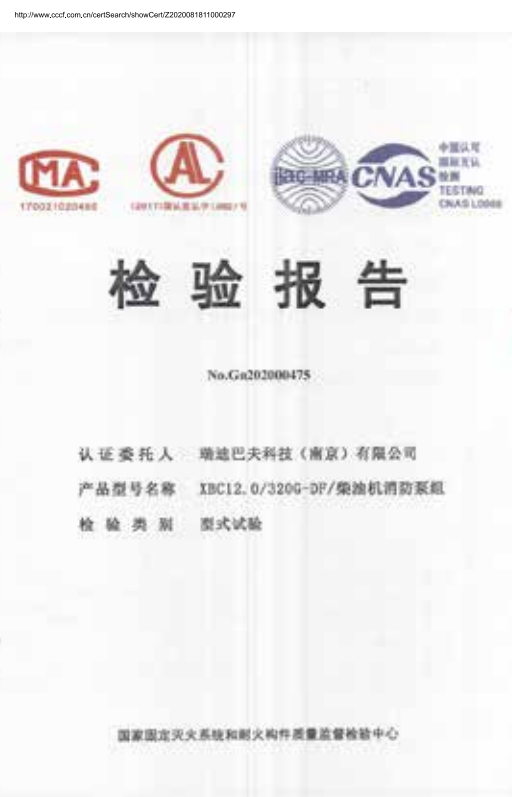 http://www.cccf.com.cn/certSearch/showCert/Z2020081811000297
MA
AL
ilac-MRA
CNAS
中国认可
国际互认
检测
TESTING
CNAS L0868
检验报告
No.Gn202000475
认证委托人 瑞迪巴夫科技(南京)有限公司
产品型号名称 XBC12.0/320G-DF/柴油机消防泵组
检验类别 型式试验
国家固定灭火系统和耐火构件质量监督检验中心